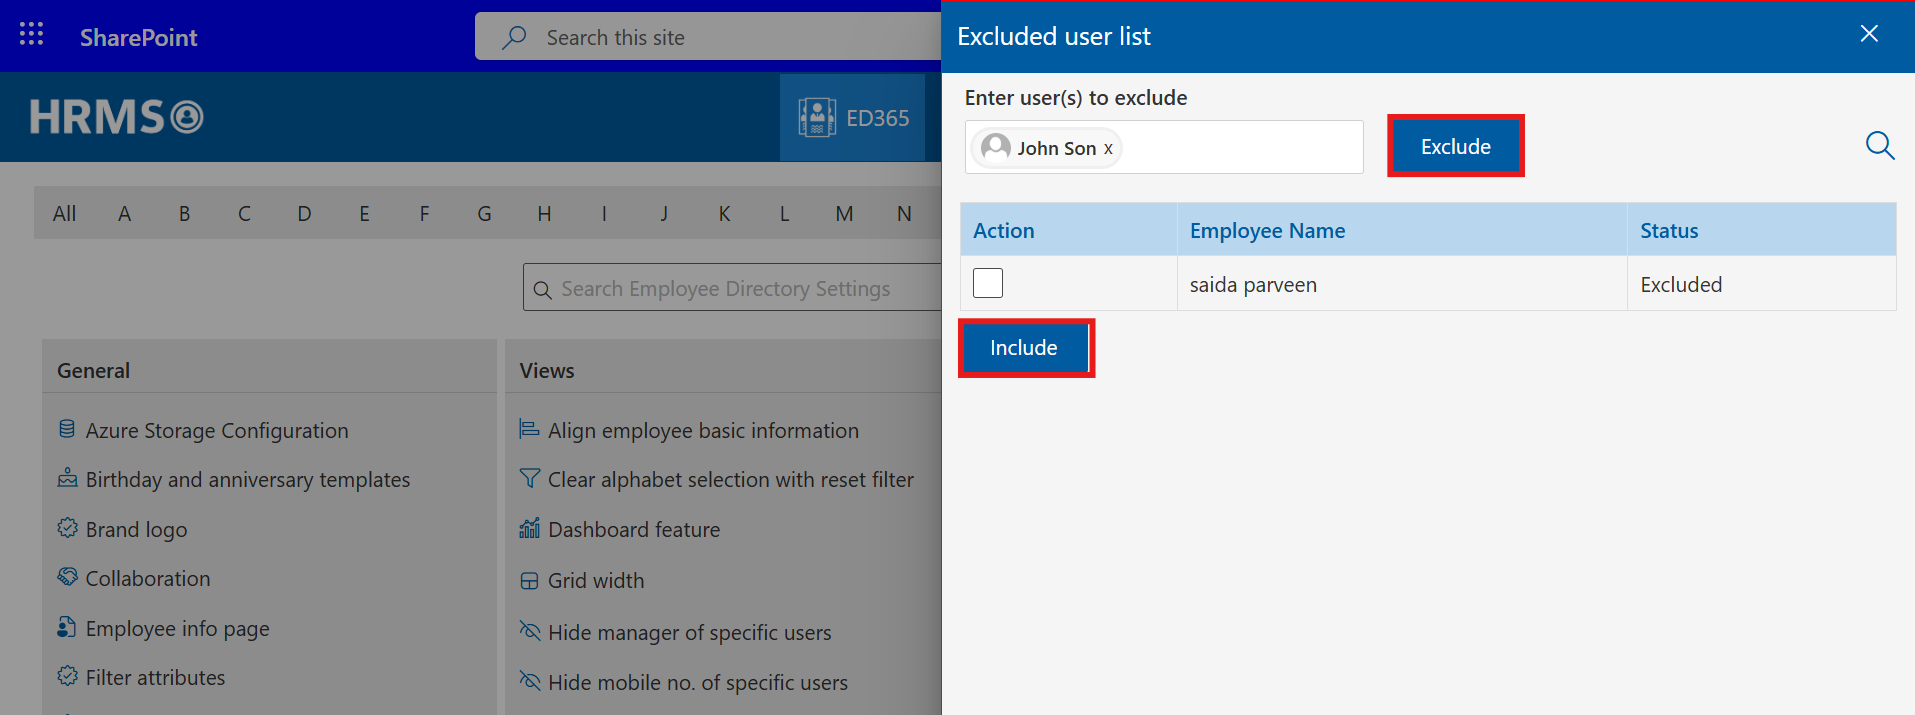 SharePoint
Search this site
HRMS
ED365
All A B C D E F G H I J K L M N
Search Employee Directory Settings
General
Azure Storage Configuration
Birthday and anniversary templates
Brand logo
Collaboration
Employee info page
Filter attributes
Views
Align employee basic information
Clear alphabet selection with reset filter
Dashboard feature
Grid width
Hide manager of specific users
Hide mobile no. of specific users
Excluded user list
Enter user(s) to exclude
John Son x
Exclude
Action Employee Name Status
saida parveen Excluded
Include